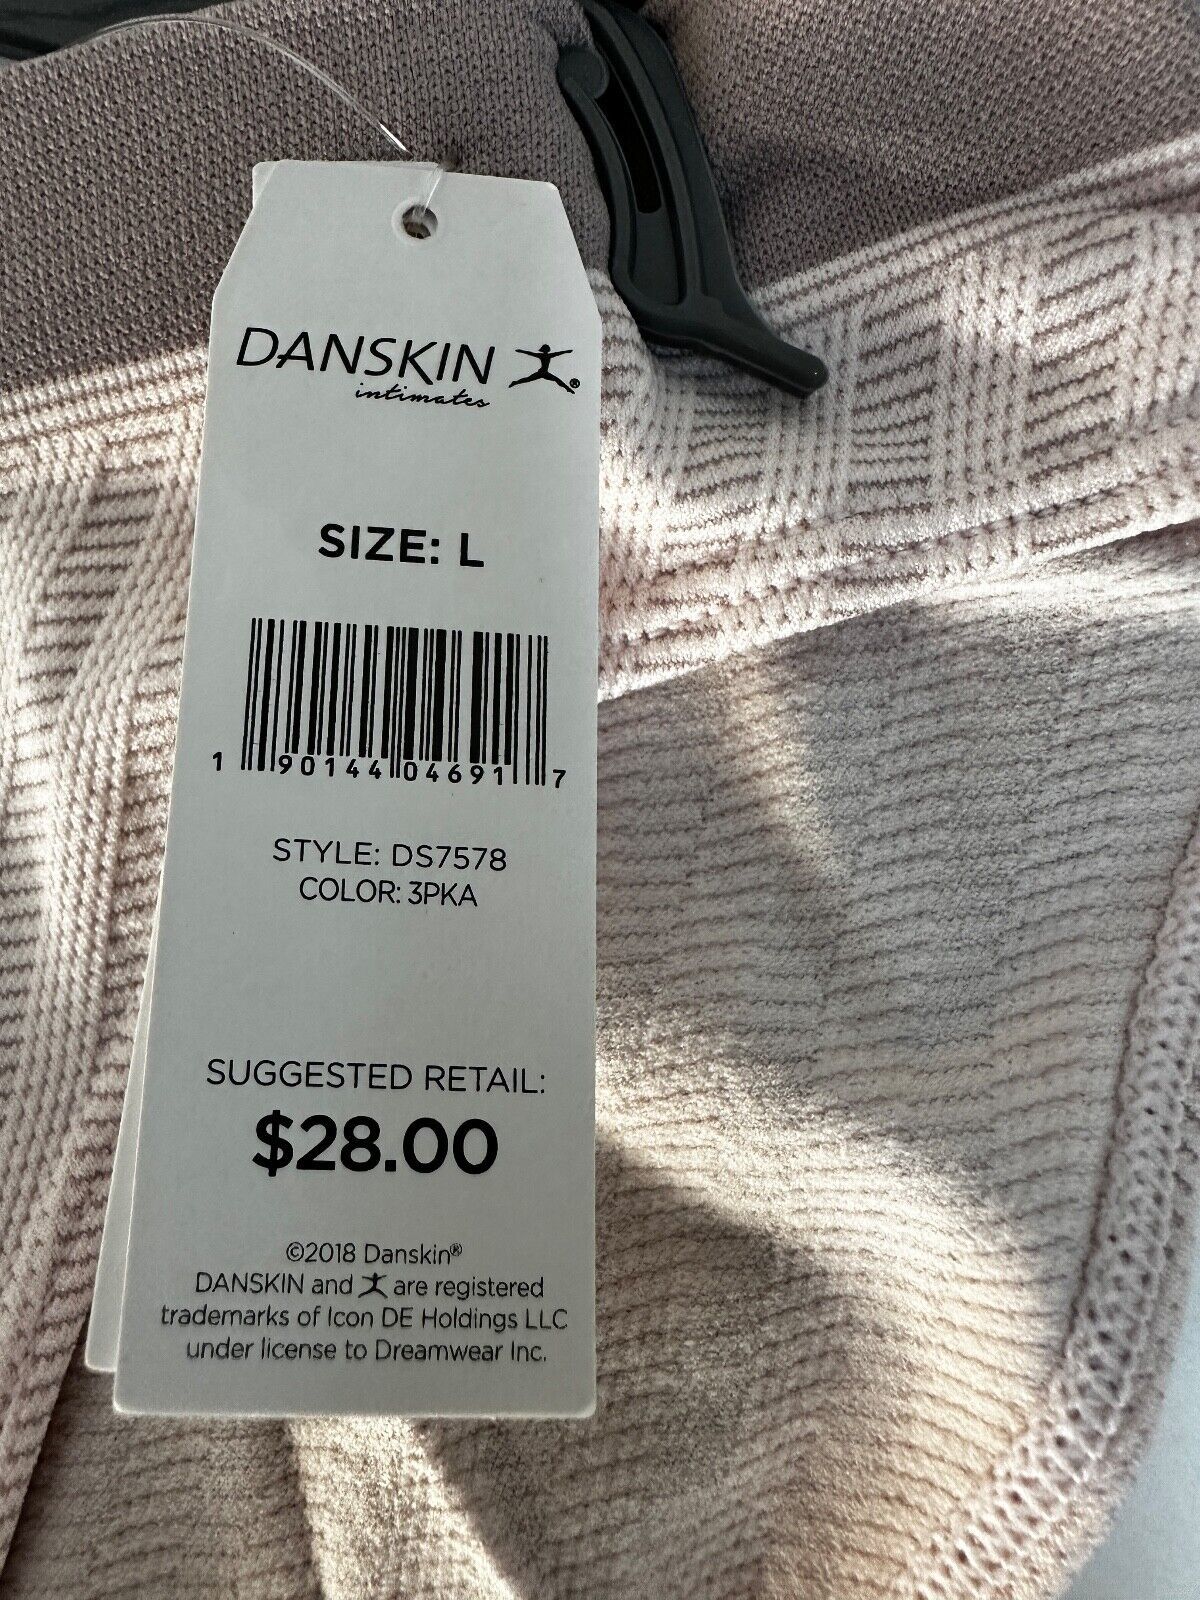 DANSKIN ®
intimates
SIZE: L
1 90144 04691 7
STYLE: DS7578
COLOR: 3PKA
SUGGESTED RETAIL:
$28.00
©2018 Danskin®
DANSKIN and are registered
trademarks of Icon DE Holdings LLC
under license to Dreamwear Inc.